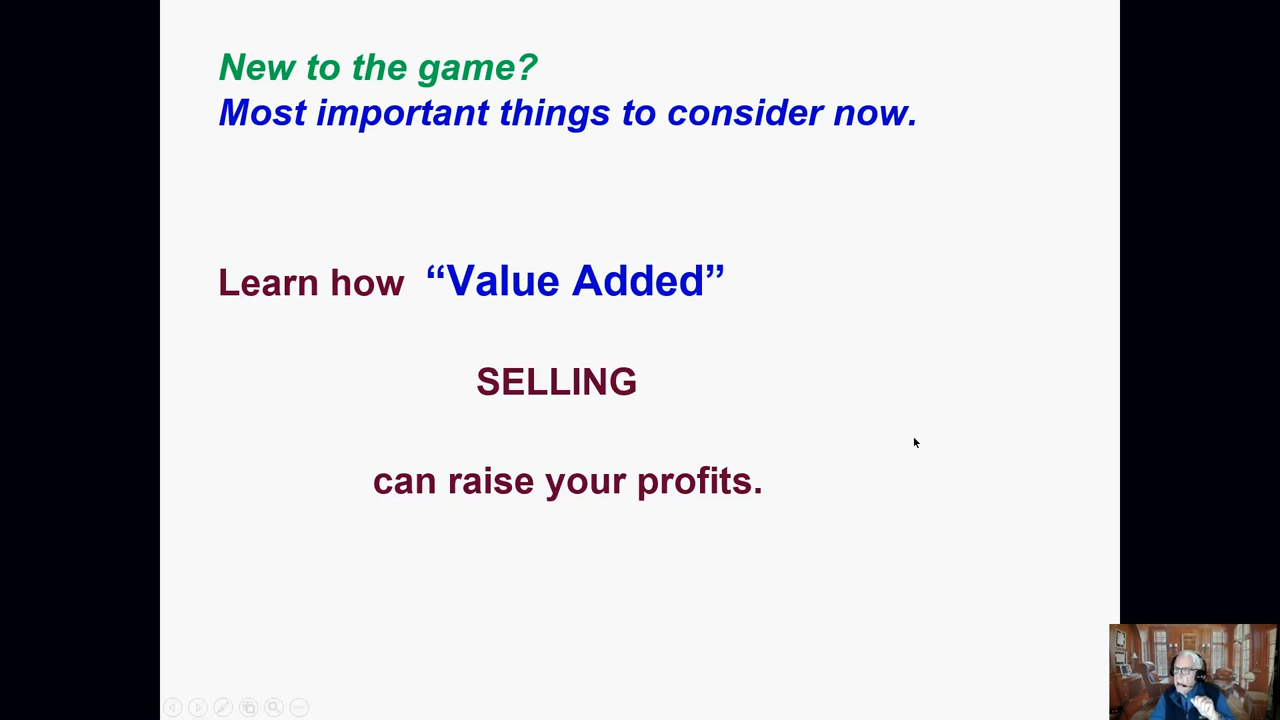 New to the game?
Most important things to consider now.
Learn how “Value Added”
SELLING
can raise your profits.